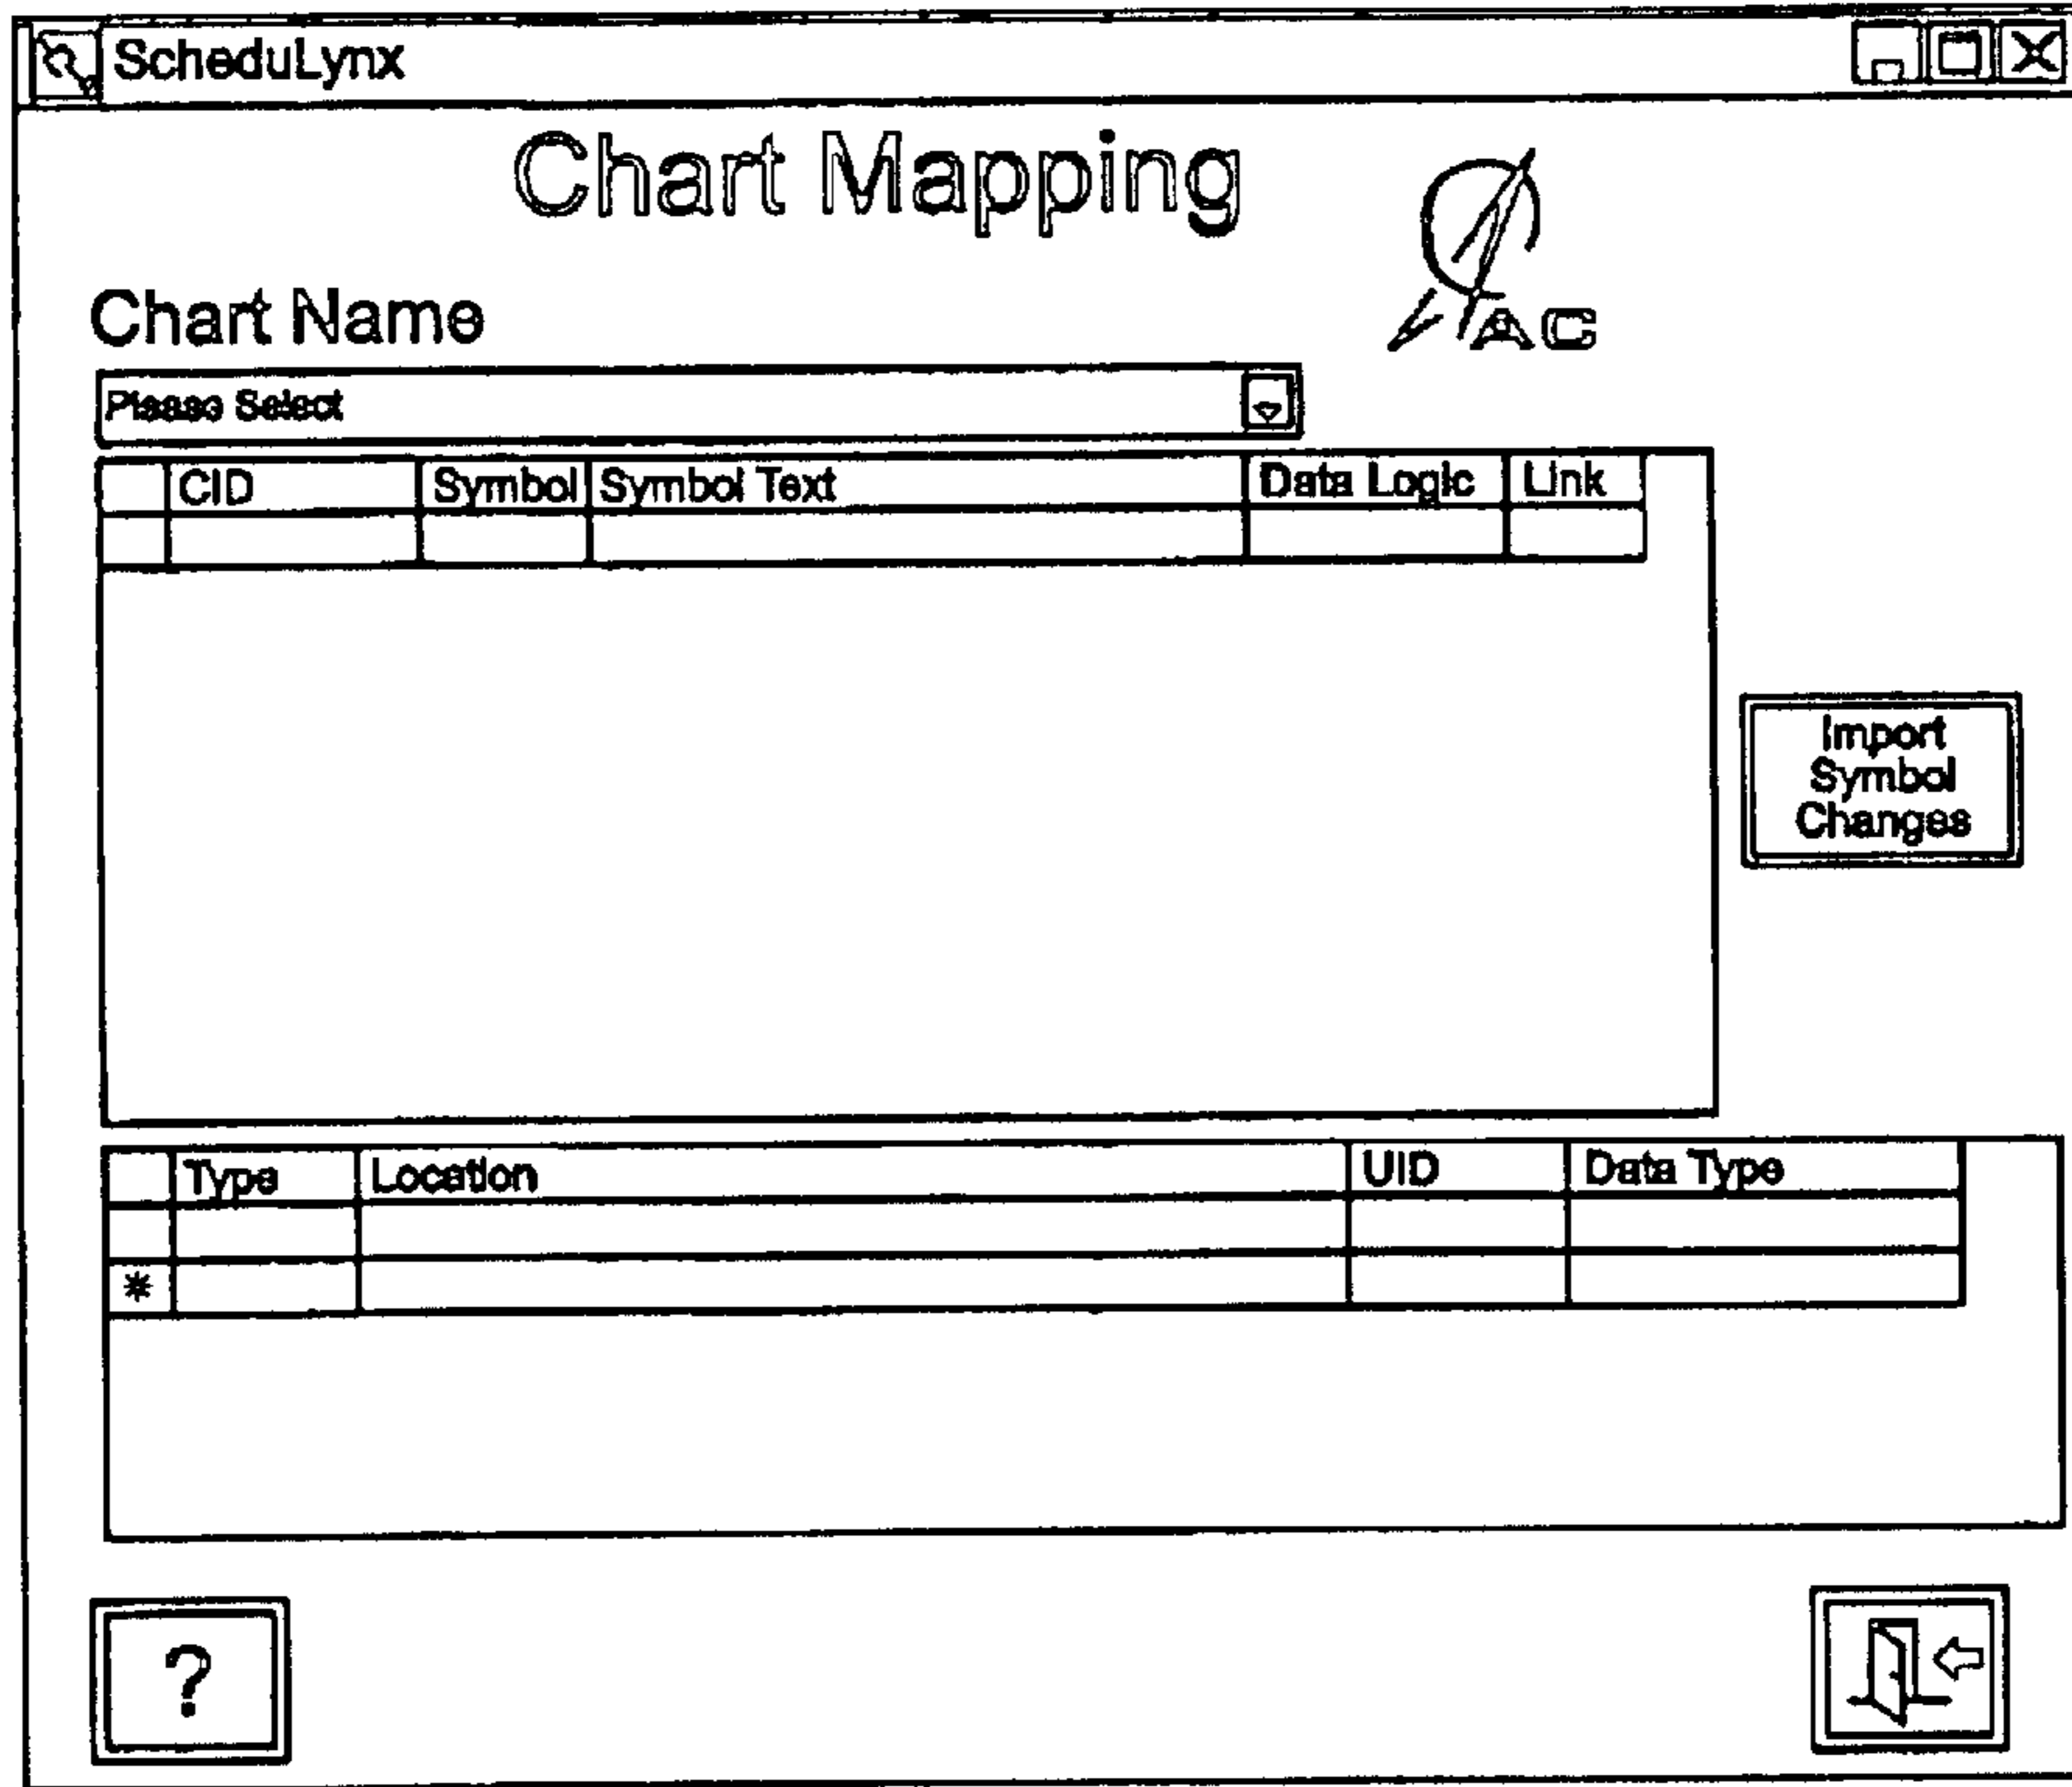 ScheduLynx
Chart Mapping
AC
Chart Name
Please Select
CID Symbol Symbol Text Data Logic Link
Import
Symbol
Changes
Type Location UID Data Type
*
?